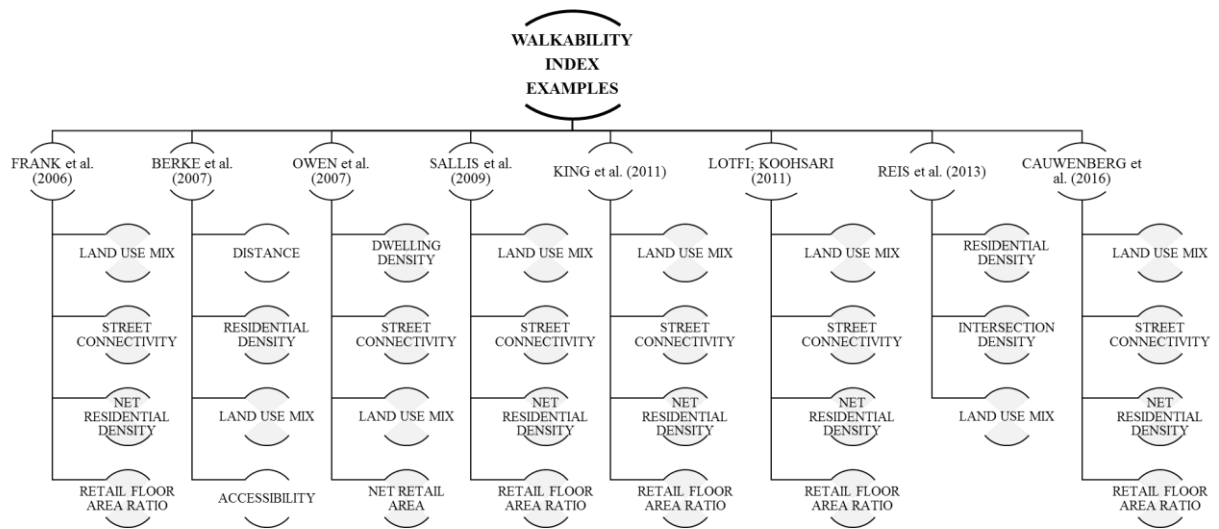 WALKABILITY
INDEX
EXAMPLES
FRANK et al.
(2006)
BERKE et al.
(2007)
OWEN et al.
(2007)
SALLIS et al.
(2009)
KING et al. (2011)
LOTFI; KOOHSARI
(2011)
REIS et al. (2013)
CAUWENBERG et
al. (2016)
LAND USE MIX
STREET
CONNECTIVITY
NET
RESIDENTIAL
DENSITY
RETAIL FLOOR
AREA RATIO
DISTANCE
RESIDENTIAL
DENSITY
LAND USE MIX
ACCESSIBILITY
DWELLING
DENSITY
STREET
CONNECTIVITY
LAND USE MIX
NET RETAIL
AREA
LAND USE MIX
STREET
CONNECTIVITY
NET
RESIDENTIAL
DENSITY
RETAIL FLOOR
AREA RATIO
LAND USE MIX
STREET
CONNECTIVITY
NET
RESIDENTIAL
DENSITY
RETAIL FLOOR
AREA RATIO
LAND USE MIX
STREET
CONNECTIVITY
NET
RESIDENTIAL
DENSITY
RETAIL FLOOR
AREA RATIO
RESIDENTIAL
DENSITY
INTERSECTION
DENSITY
LAND USE MIX
LAND USE MIX
STREET
CONNECTIVITY
NET
RESIDENTIAL
DENSITY
RETAIL FLOOR
AREA RATIO